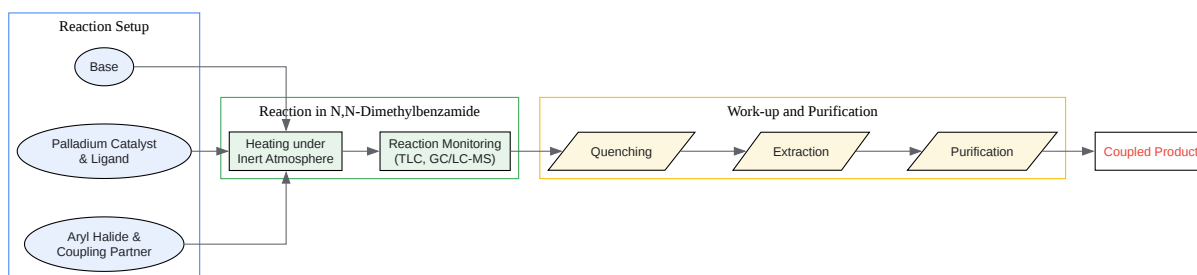 Reaction Setup
Base
Palladium Catalyst
& Ligand
Aryl Halide &
Coupling Partner
Reaction in N,N-Dimethylbenzamide
Heating under
Inert Atmosphere
Reaction Monitoring
(TLC, GC/LC-MS)
Work-up and Purification
Quenching
Extraction
Purification
Coupled Product